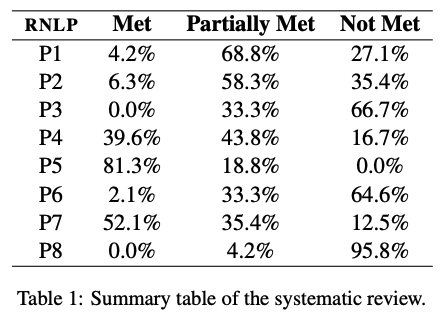 RNLP Met Partially Met Not Met
P1 4.2% 68.8% 27.1%
P2 6.3% 58.3% 35.4%
P3 0.0% 33.3% 66.7%
P4 39.6% 43.8% 16.7%
P5 81.3% 18.8% 0.0%
P6 2.1% 33.3% 64.6%
P7 52.1% 35.4% 12.5%
P8 0.0% 4.2% 95.8%
Table 1: Summary table of the systematic review.